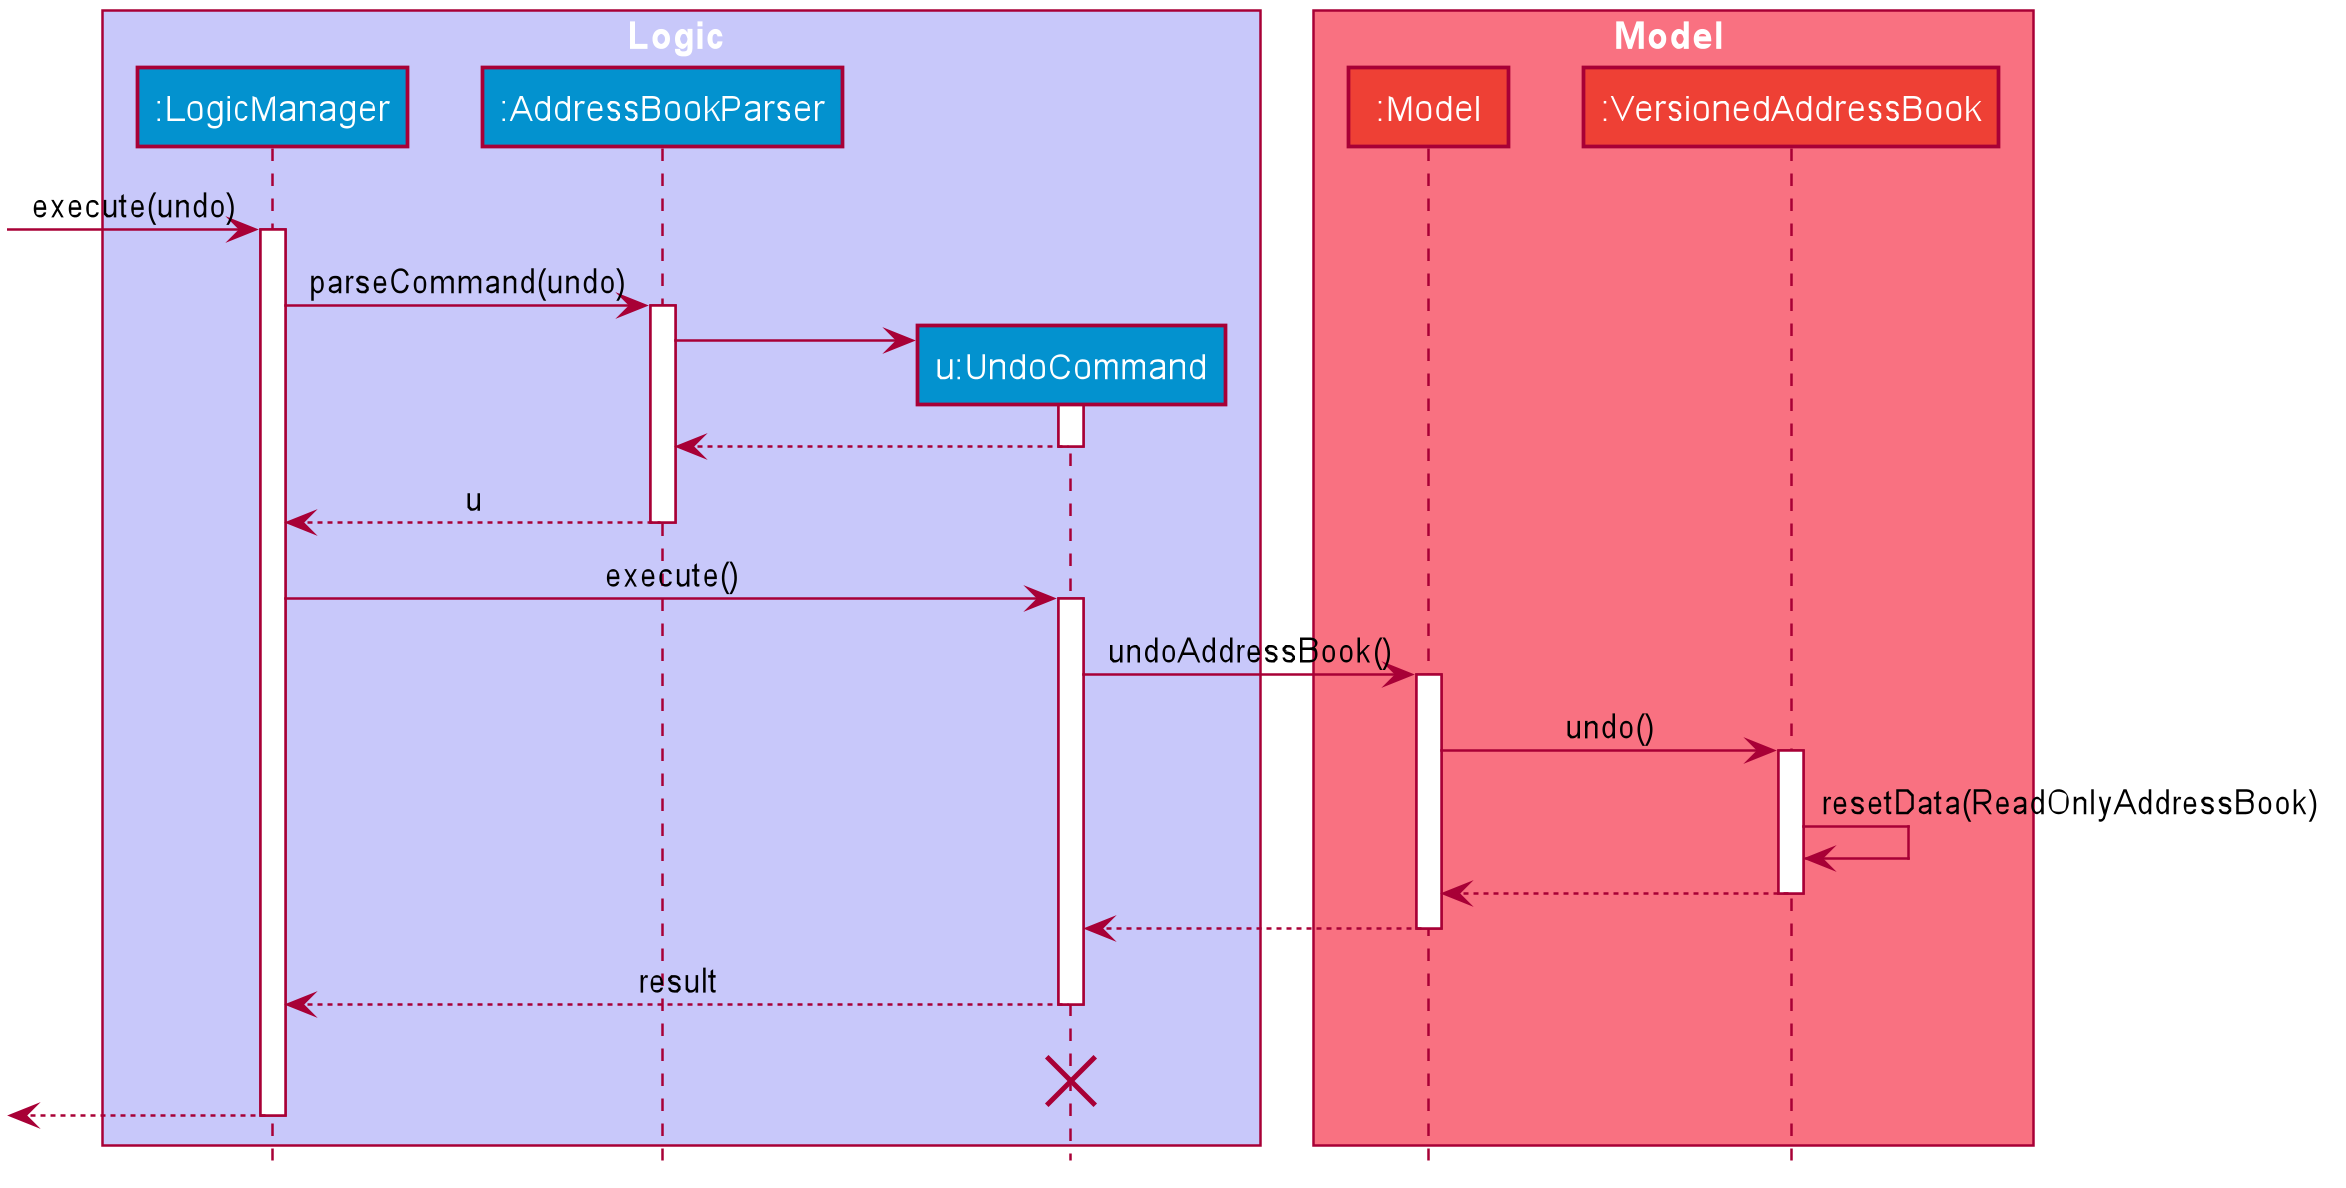 Logic
Model
:LogicManager
:AddressBookParser
:Model
:VersionedAddressBook
execute(undo)
parseCommand(undo)
u:UndoCommand
u
execute()
undoAddressBook()
undo()
resetData(ReadOnlyAddressBook)
result